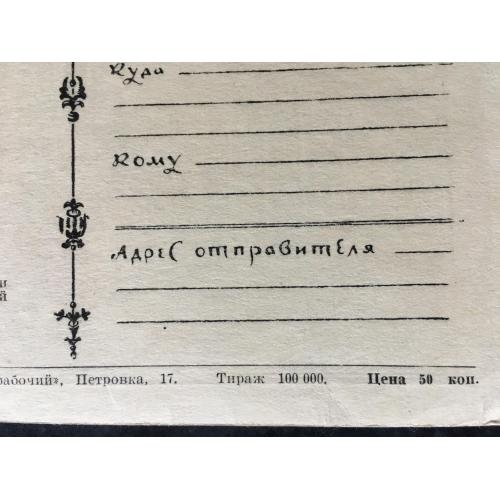 Куда
Кому
Адрес отправителя
и
й
рабочий», Петровка, 17. Тираж 100 000. Цена 50 коп.